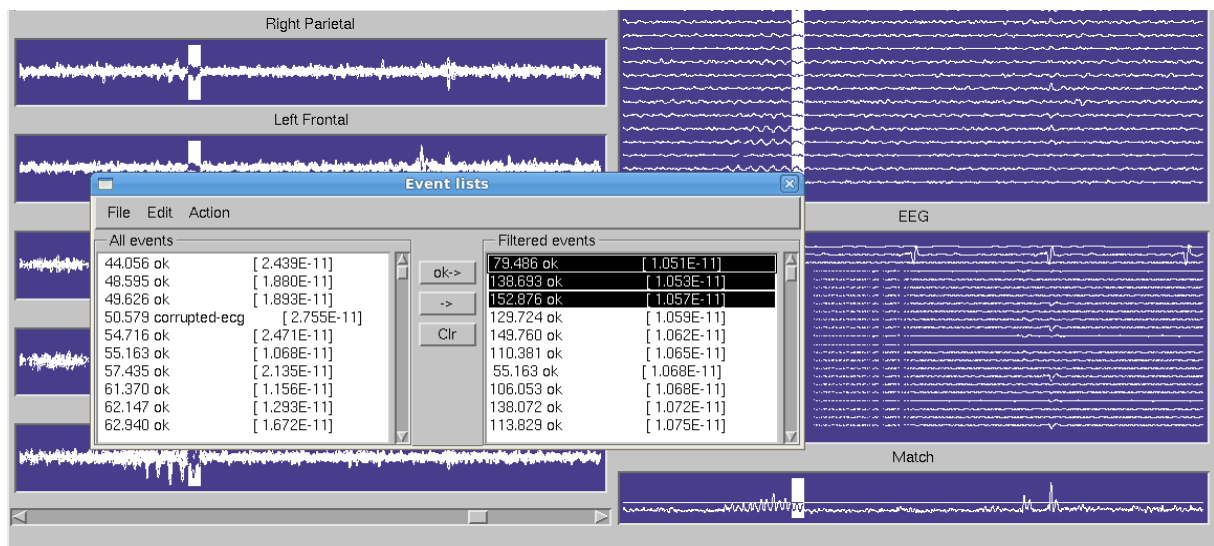 Right Parietal
Left Frontal
Event lists
File Edit Action
EEG
All events
Filtered events
44.056 ok [ 2.439E-11]
48.595 ok [ 1.880E-11]
49.626 ok [ 1.893E-11]
50.579 corrupted-ecg [ 2.755E-11]
54.716 ok [ 2.471E-11]
55.163 ok [ 1.068E-11]
57.435 ok [ 2.135E-11]
61.370 ok [ 1.156E-11]
62.147 ok [ 1.293E-11]
62.940 ok [ 1.672E-11]
ok->
->
Clr
79.486 ok [ 1.051E-11]
138.693 ok [ 1.053E-11]
152.876 ok [ 1.057E-11]
129.724 ok [ 1.059E-11]
149.760 ok [ 1.062E-11]
110.381 ok [ 1.065E-11]
55.163 ok [ 1.068E-11]
106.053 ok [ 1.068E-11]
138.072 ok [ 1.072E-11]
113.829 ok [ 1.075E-11]
Match